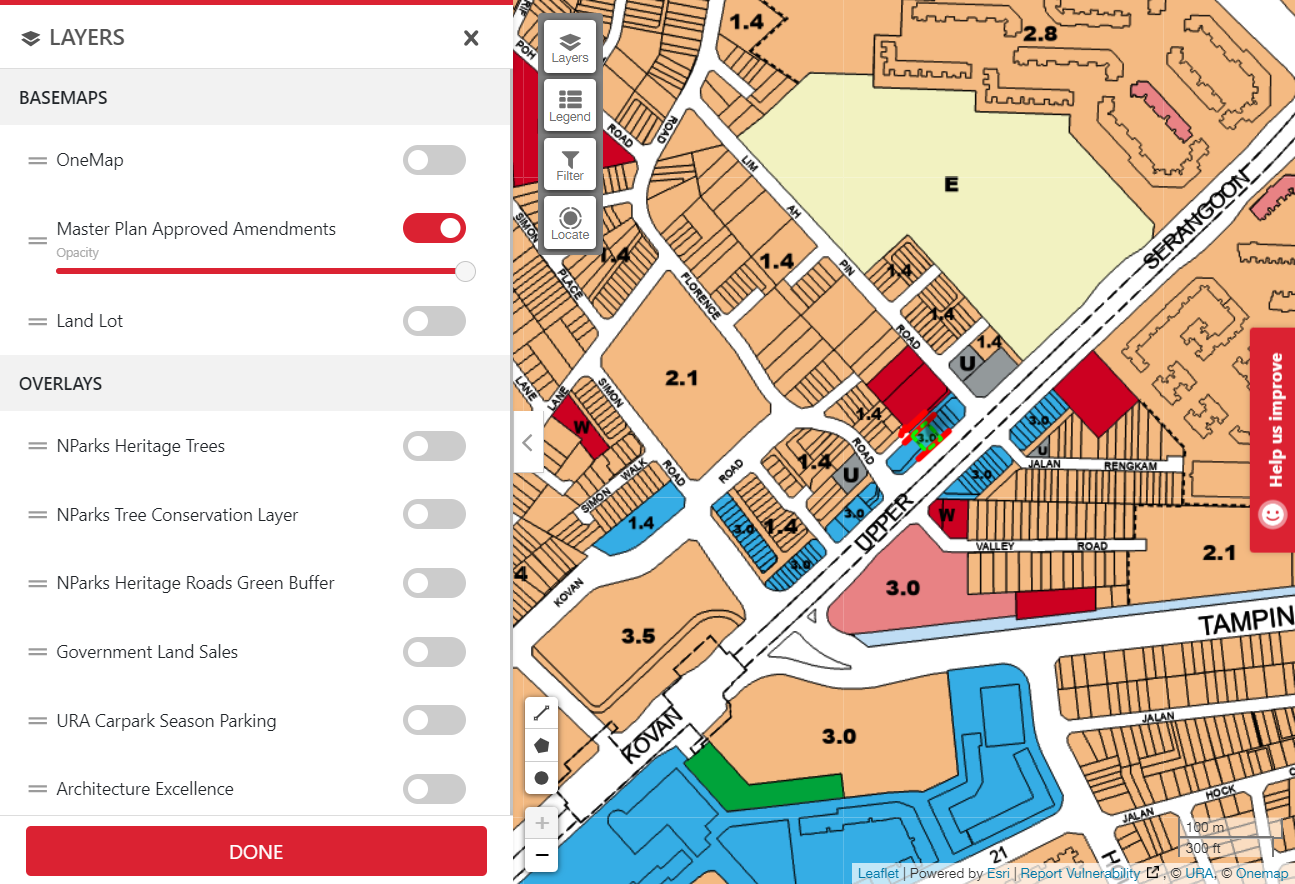 LAYERS
BASEMAPS
OneMap
Master Plan Approved Amendments
Opacity
Land Lot
OVERLAYS
NParks Heritage Trees
NParks Tree Conservation Layer
NParks Heritage Roads Green Buffer
Government Land Sales
URA Carpark Season Parking
Architecture Excellence
DONE
Layers
Legend
Filter
Locate
1.4
2.8
POH
ROAD
ROAD
LIM
AH
PIN
ROAD
E
SERANGOON
SIMON
PLACE
1.4
1.4
1.4
1.4
1.4
FLORENCE
U
2.1
LANE
LANE
SIMON
W
1.4
3.0
3.0
U
JALAN
RENGKAM
ROAD
1.4
U
ROAD
ROAD
SIMON
WALK
3.0
1.4
3.0
1.4
3.0
3.0
UPPER
W
VALLEY
ROAD
2.1
4
KOVAN
3.0
3.5
TAMPIN
KOVAN
3.0
JALAN
JALAN
HOCK
21
100 m
300 ft
Help us improve
Leaflet | Powered by Esri | Report Vulnerability , © URA, © Onemap